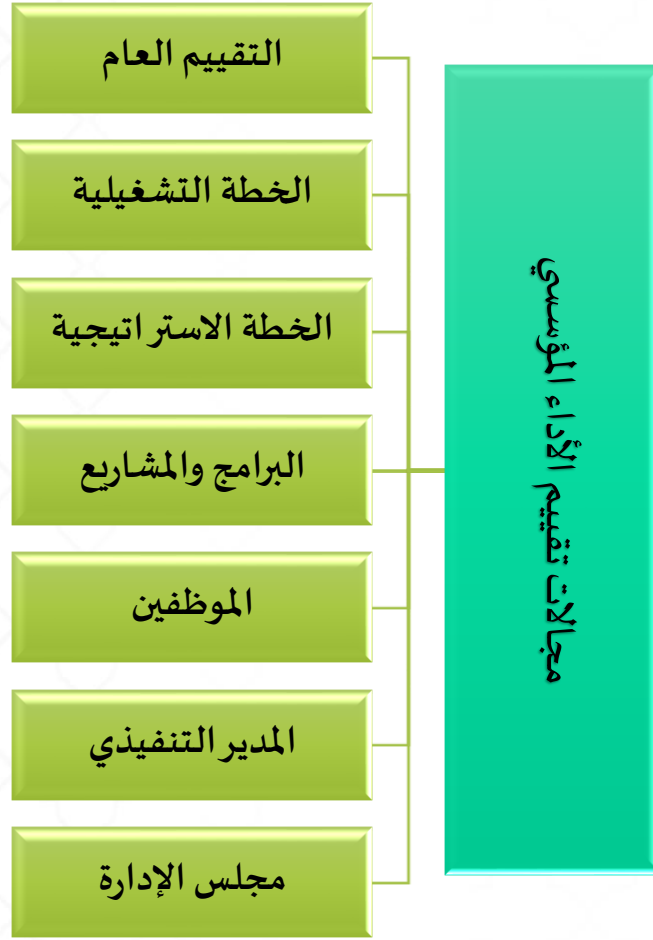 مجالات تقييم الأداء المؤسسي
التقييم العام
الخطة التشغيلية
الخطة الاستراتيجية
البرامج والمشاريع
الموظفين
المدير التنفيذي
مجلس الإدارة